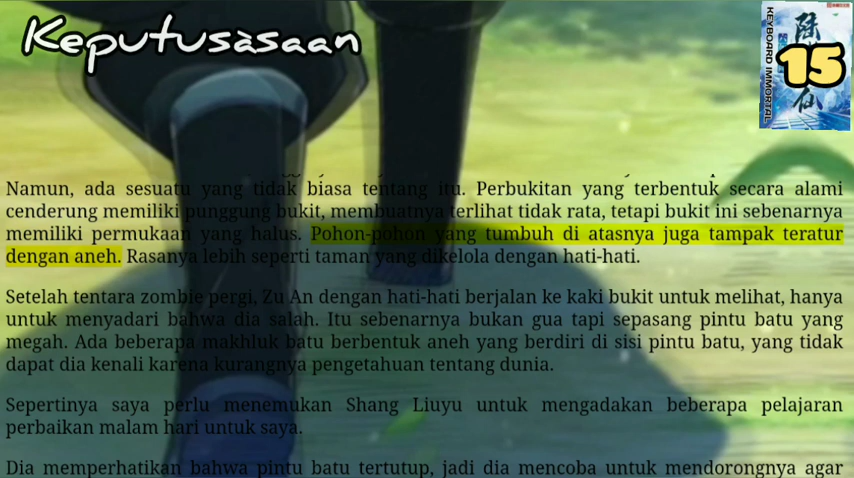 Keputusasaan
KEYBOARD IMMORTAL
15
Namun, ada sesuatu yang tidak biasa tentang itu. Perbukitan yang terbentuk secara alami
cenderung memiliki punggung bukit, membuatnya terlihat tidak rata, tetapi bukit ini sebenarnya
memiliki permukaan yang halus. Pohon-pohon yang tumbuh di atasnya juga tampak teratur
dengan aneh. Rasanya lebih seperti taman yang dikelola dengan hati-hati.
Setelah tentara zombie pergi, Zu An dengan hati-hati berjalan ke kaki bukit untuk melihat, hanya
untuk menyadari bahwa dia salah. Itu sebenarnya bukan gua tapi sepasang pintu batu yang
megah. Ada beberapa makhluk batu berbentuk aneh yang berdiri di sisi pintu batu, yang tidak
dapat dia kenali karena kurangnya pengetahuan tentang dunia.
Sepertinya saya perlu menemukan Shang Liuyu untuk mengadakan beberapa pelajaran
perbaikan malam hari untuk saya.
Dia memperhatikan bahwa pintu batu tertutup, jadi dia mencoba untuk mendorongnya agar